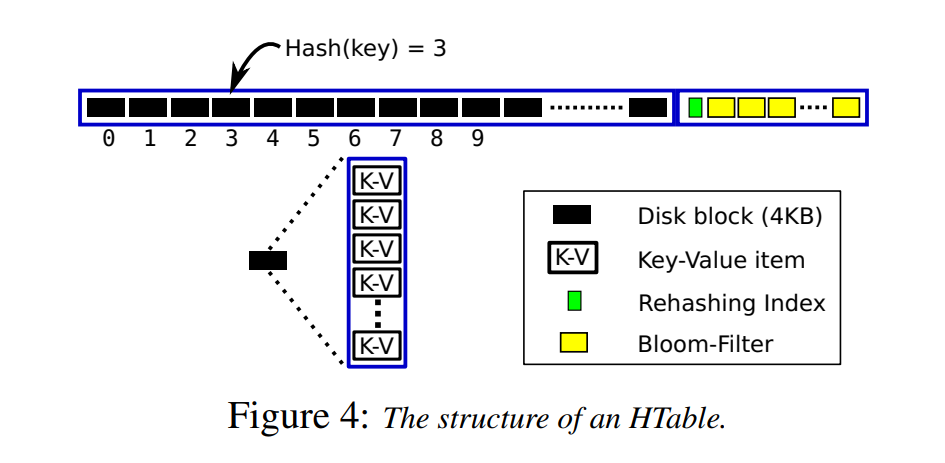 Hash(key) = 3
0 1 2 3 4 5 6 7 8 9
K-V
K-V
K-V
K-V
K-V
Disk block (4KB)
K-V Key-Value item
Rehashing Index
Bloom-Filter
Figure 4: The structure of an HTable.